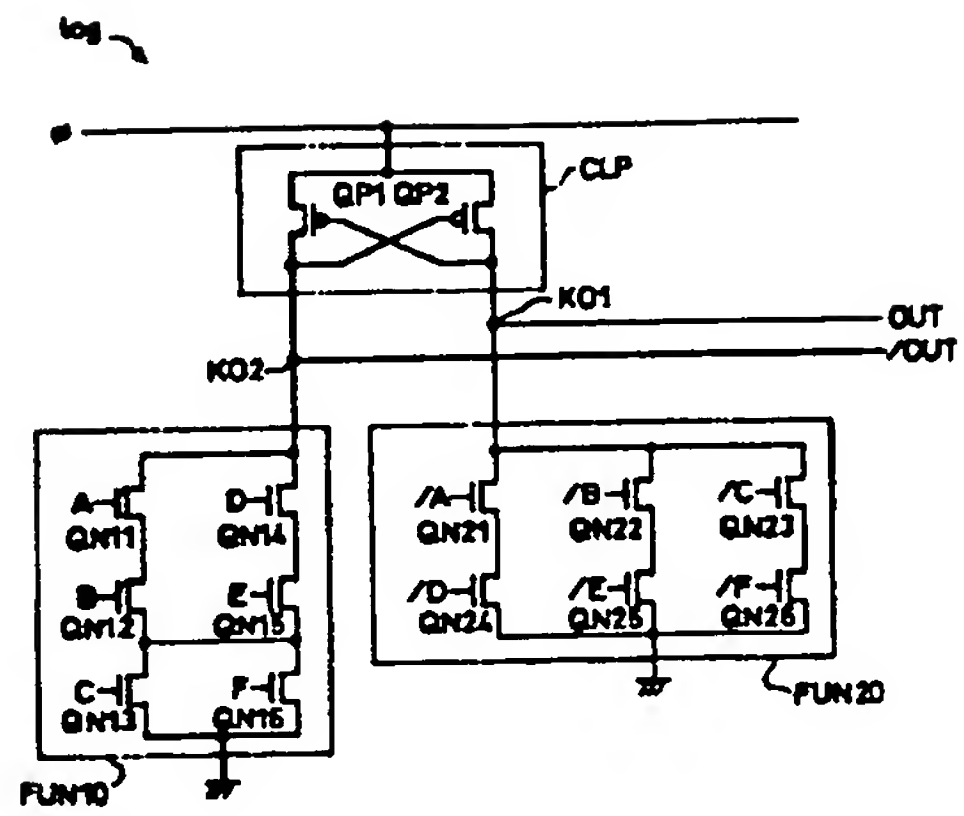 CLP
QP1 QP2
KO1
OUT
/OUT
KO2
A
QN11
D
QN14
/A
QN21
/B
QN22
/C
QN23
B
QN12
E
QN15
/D
QN24
/E
QN25
/F
QN26
C
QN13
F
QN16
FUN10
FUN20